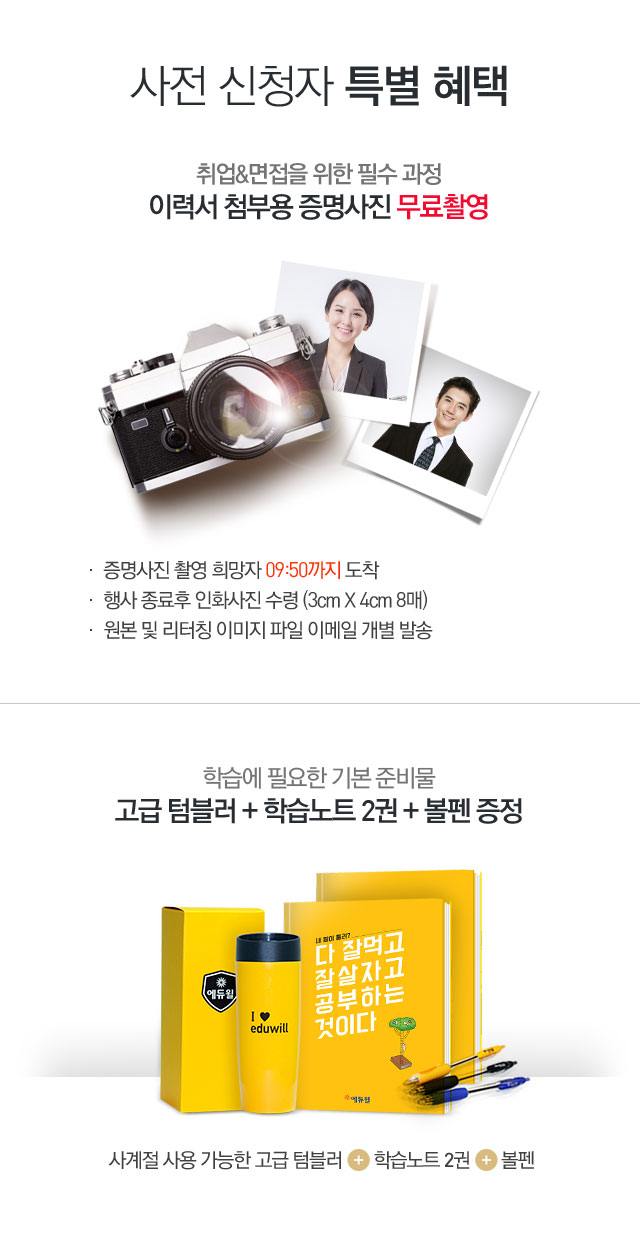 사전 신청자 특별 혜택
취업&면접을 위한 필수 과정
이력서 첨부용 증명사진 무료촬영
· 증명사진 촬영 희망자 09:50까지 도착
· 행사 종료후 인화사진 수령 (3cm X 4cm 8매)
· 원본 및 리터칭 이미지 파일 이메일 개별 발송
학습에 필요한 기본 준비물
고급 텀블러 + 학습노트 2권 + 볼펜 증정
에듀윌
I ♥
eduwill
다 잘먹고
잘살자고
공부하는
것이다
에듀윌
사계절 사용 가능한 고급 텀블러 + 학습노트 2권 + 볼펜